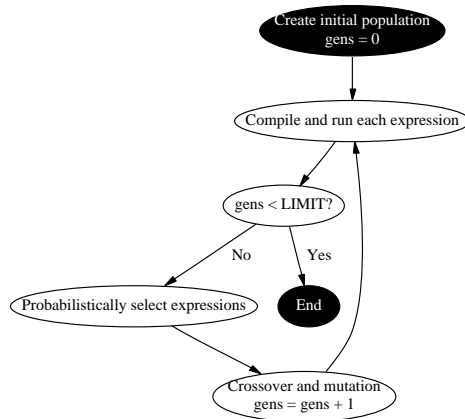 Create initial population
gens = 0
Compile and run each expression
gens < LIMIT?
No
Yes
Probabilistically select expressions
End
Crossover and mutation
gens = gens + 1